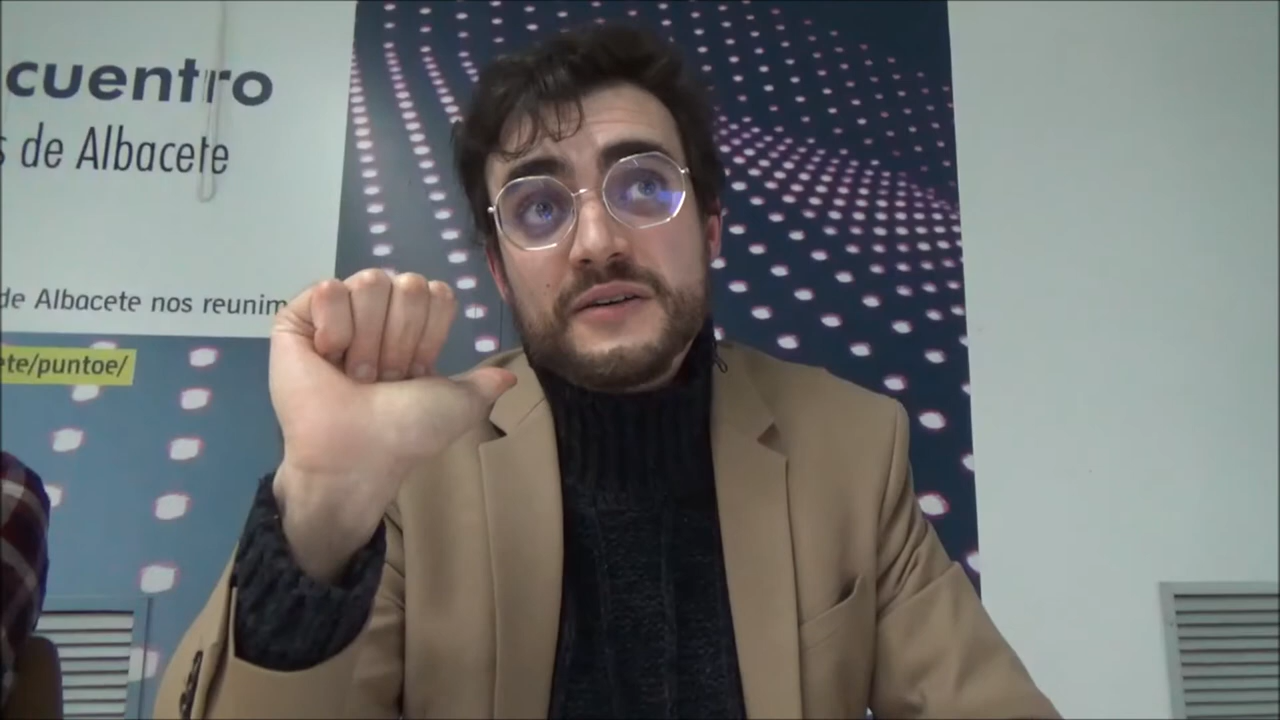 cuentro
s de Albacete
de Albacete nos reunim
ete/puntoe/